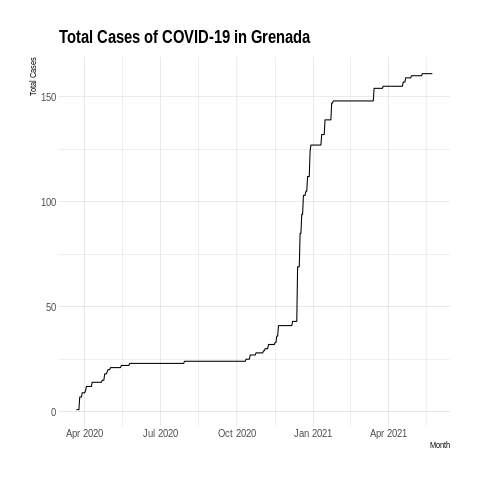 Total Cases of COVID-19 in Grenada
Total Cases
150
100
50
0
Apr 2020 Jul 2020 Oct 2020 Jan 2021 Apr 2021
Month